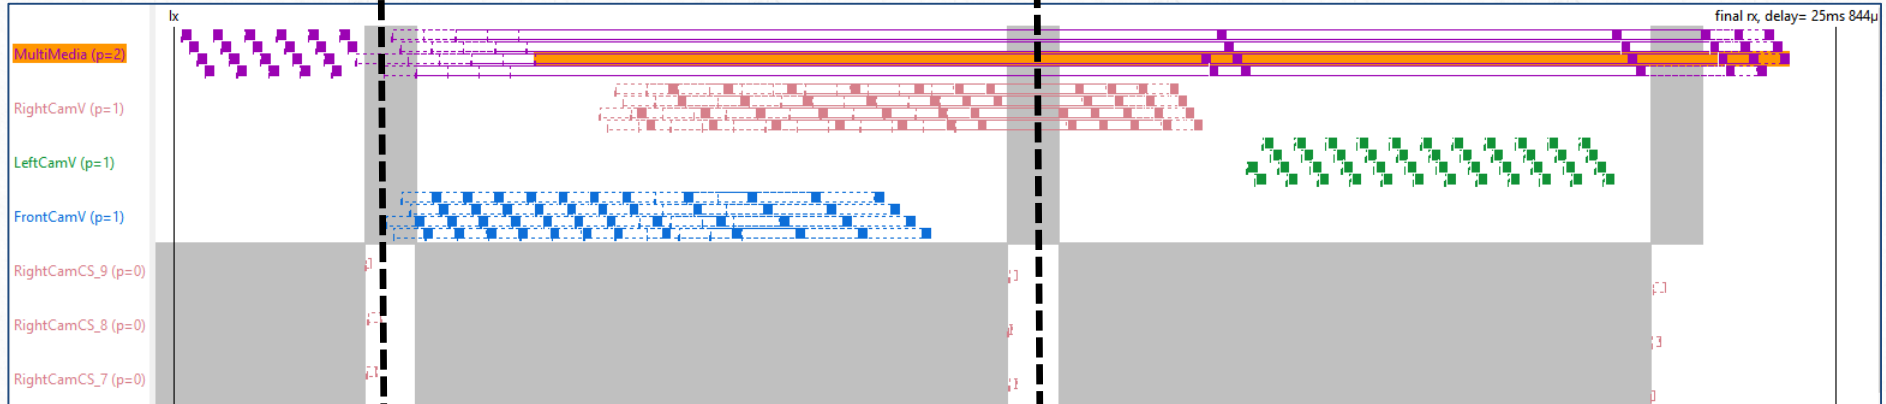 lx
final rx, delay= 25ms 844µ
MultiMedia (p=2)
RightCamV (p=1)
LeftCamV (p=1)
FrontCamV (p=1)
RightCamCS_9 (p=0)
RightCamCS_8 (p=0)
RightCamCS_7 (p=0)